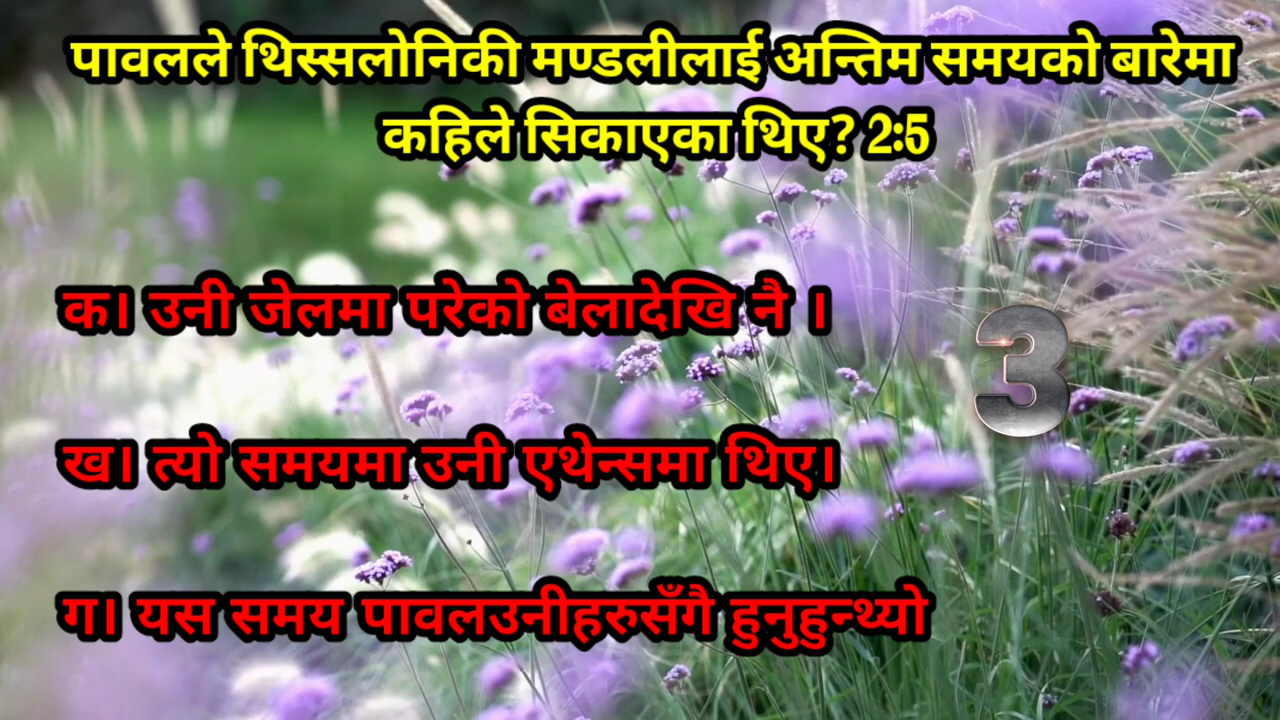 पावलले थिस्सलोनिकी मण्डलीलाई अन्तिम समयको बारेमा
कहिले सिकाएका थिए? 2:5
क। उनी जेलमा परेको बेलादेखि नै ।
3
ख। त्यो समयमा उनी एथेन्समा थिए।
ग। यस समय पावलउनीहरुसँगै हुनुहुन्थ्यो